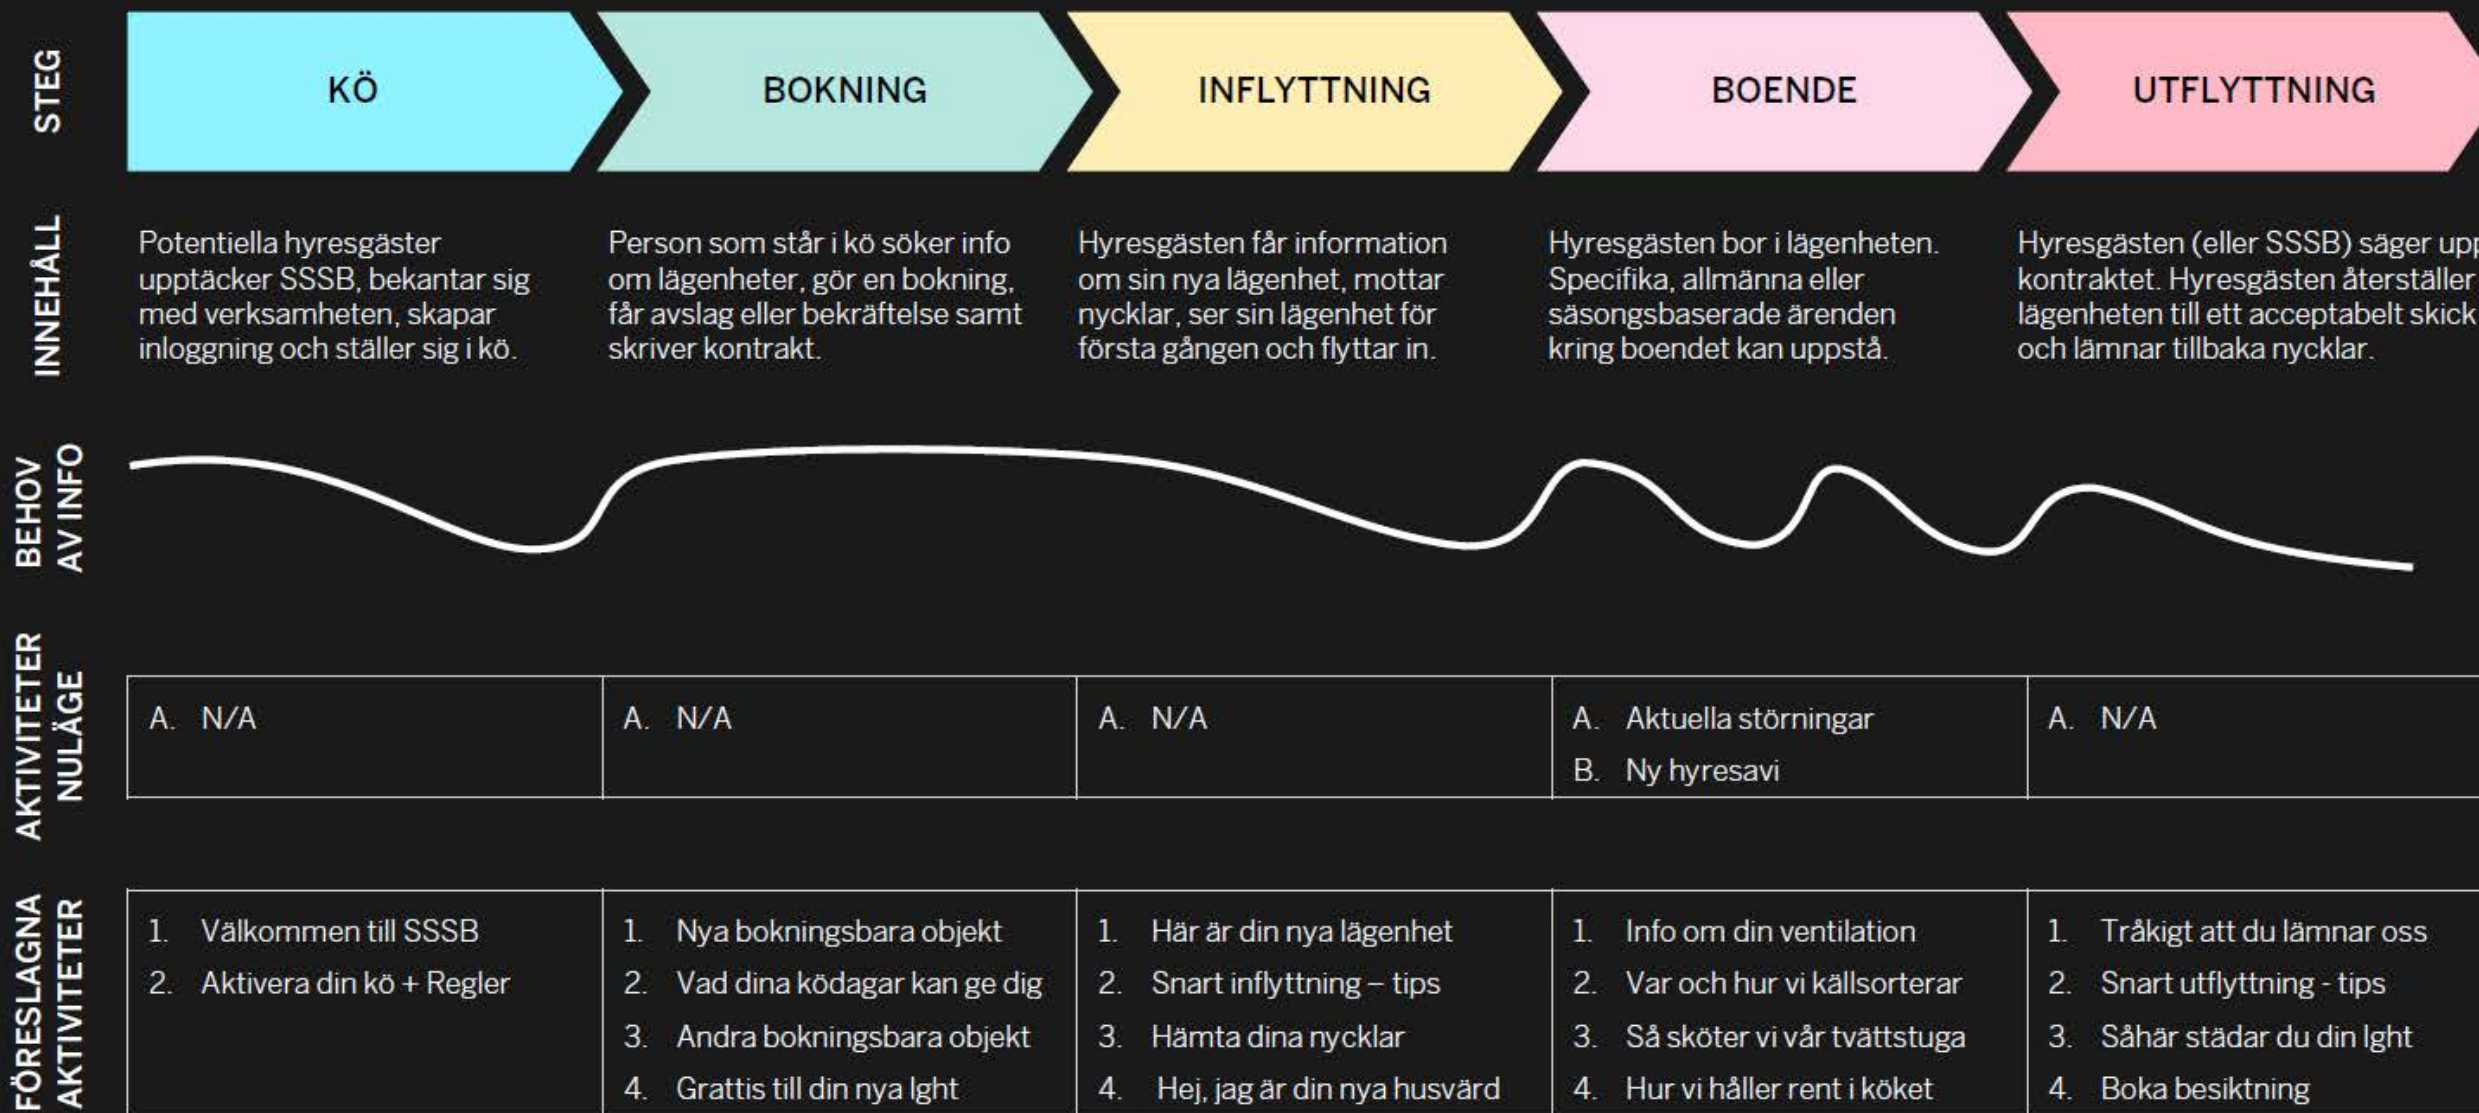 STEG
KÖ
BOKNING
INFLYTTNING
BOENDE
UTFLYTTNING
INNEHÅLL
Potentiella hyresgäster
upptäcker SSSB, bekantar sig
med verksamheten, skapar
inloggning och ställer sig i kö.
Person som står i kö söker info
om lägenheter, gör en bokning,
får avslag eller bekräftelse samt
skriver kontrakt.
Hyresgästen får information
om sin nya lägenhet, mottar
nycklar, ser sin lägenhet för
första gången och flyttar in.
Hyresgästen bor i lägenheten.
Specifika, allmänna eller
säsongsbaserade ärenden
kring boendet kan uppstå.
Hyresgästen (eller SSSB) säger upp
kontraktet. Hyresgästen återställer
lägenheten till ett acceptabelt skick
och lämnar tillbaka nycklar.
BEHOV
AV INFO
AKTIVITETER
NULÄGE
A. N/A
A. N/A
A. N/A
A. Aktuella störningar
B. Ny hyresavi
A. N/A
FÖRESLAGNA
AKTIVITETER
1. Välkommen till SSSB
2. Aktivera din kö + Regler
1. Nya bokningsbara objekt
2. Vad dina ködagar kan ge dig
3. Andra bokningsbara objekt
4. Grattis till din nya lght
1. Här är din nya lägenhet
2. Snart inflyttning – tips
3. Hämta dina nycklar
4. Hej, jag är din nya husvärd
1. Info om din ventilation
2. Var och hur vi källsorterar
3. Så sköter vi vår tvättstuga
4. Hur vi håller rent i köket
1. Tråkigt att du lämnar oss
2. Snart utflyttning - tips
3. Såhär städar du din lght
4. Boka besiktning